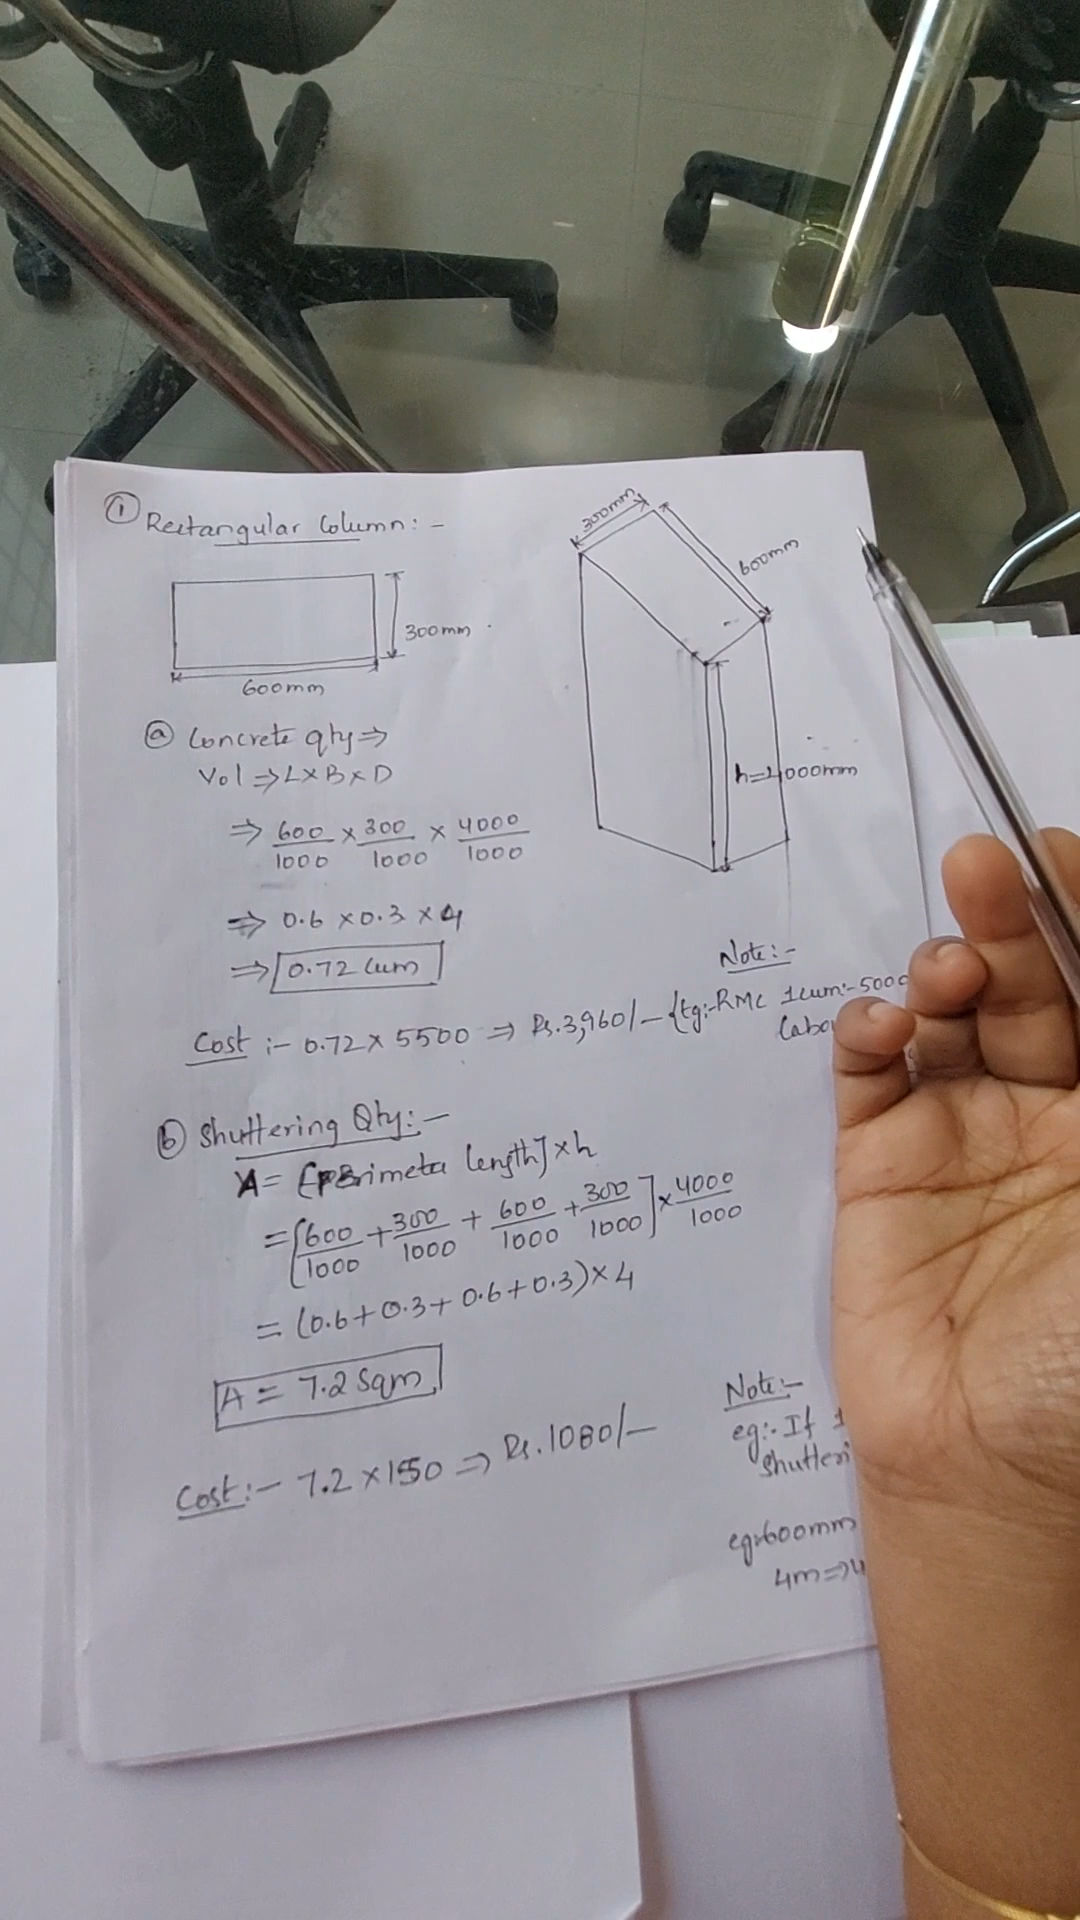 ① Rectangular Column:-
300mm
600mm
300mm
600mm
h=4000mm
ⓐ Concrete qty⇒
Vol ⇒ L×B×D
⇒ 600/1000 × 300/1000 × 4000/1000
⇒ 0.6 × 0.3 × 4
⇒ 0.72 Cum
Note:-
Cost :- 0.72 × 5500 ⇒ Rs.3,960/- {Eg:-RMC 1cum:-500
ⓑ Shuttering Qty:-
A = [Perimeter length] × h
= [600/1000 + 300/1000 + 600/1000 + 300/1000] × 4000/1000
= (0.6+0.3+0.6+0.3)×4
A = 7.2 Sqm
Cost:- 7.2 × 150 ⇒ Rs.1080/-
Note:-
eg:- If 1
Shutteri
eg:600mm
4m⇒4